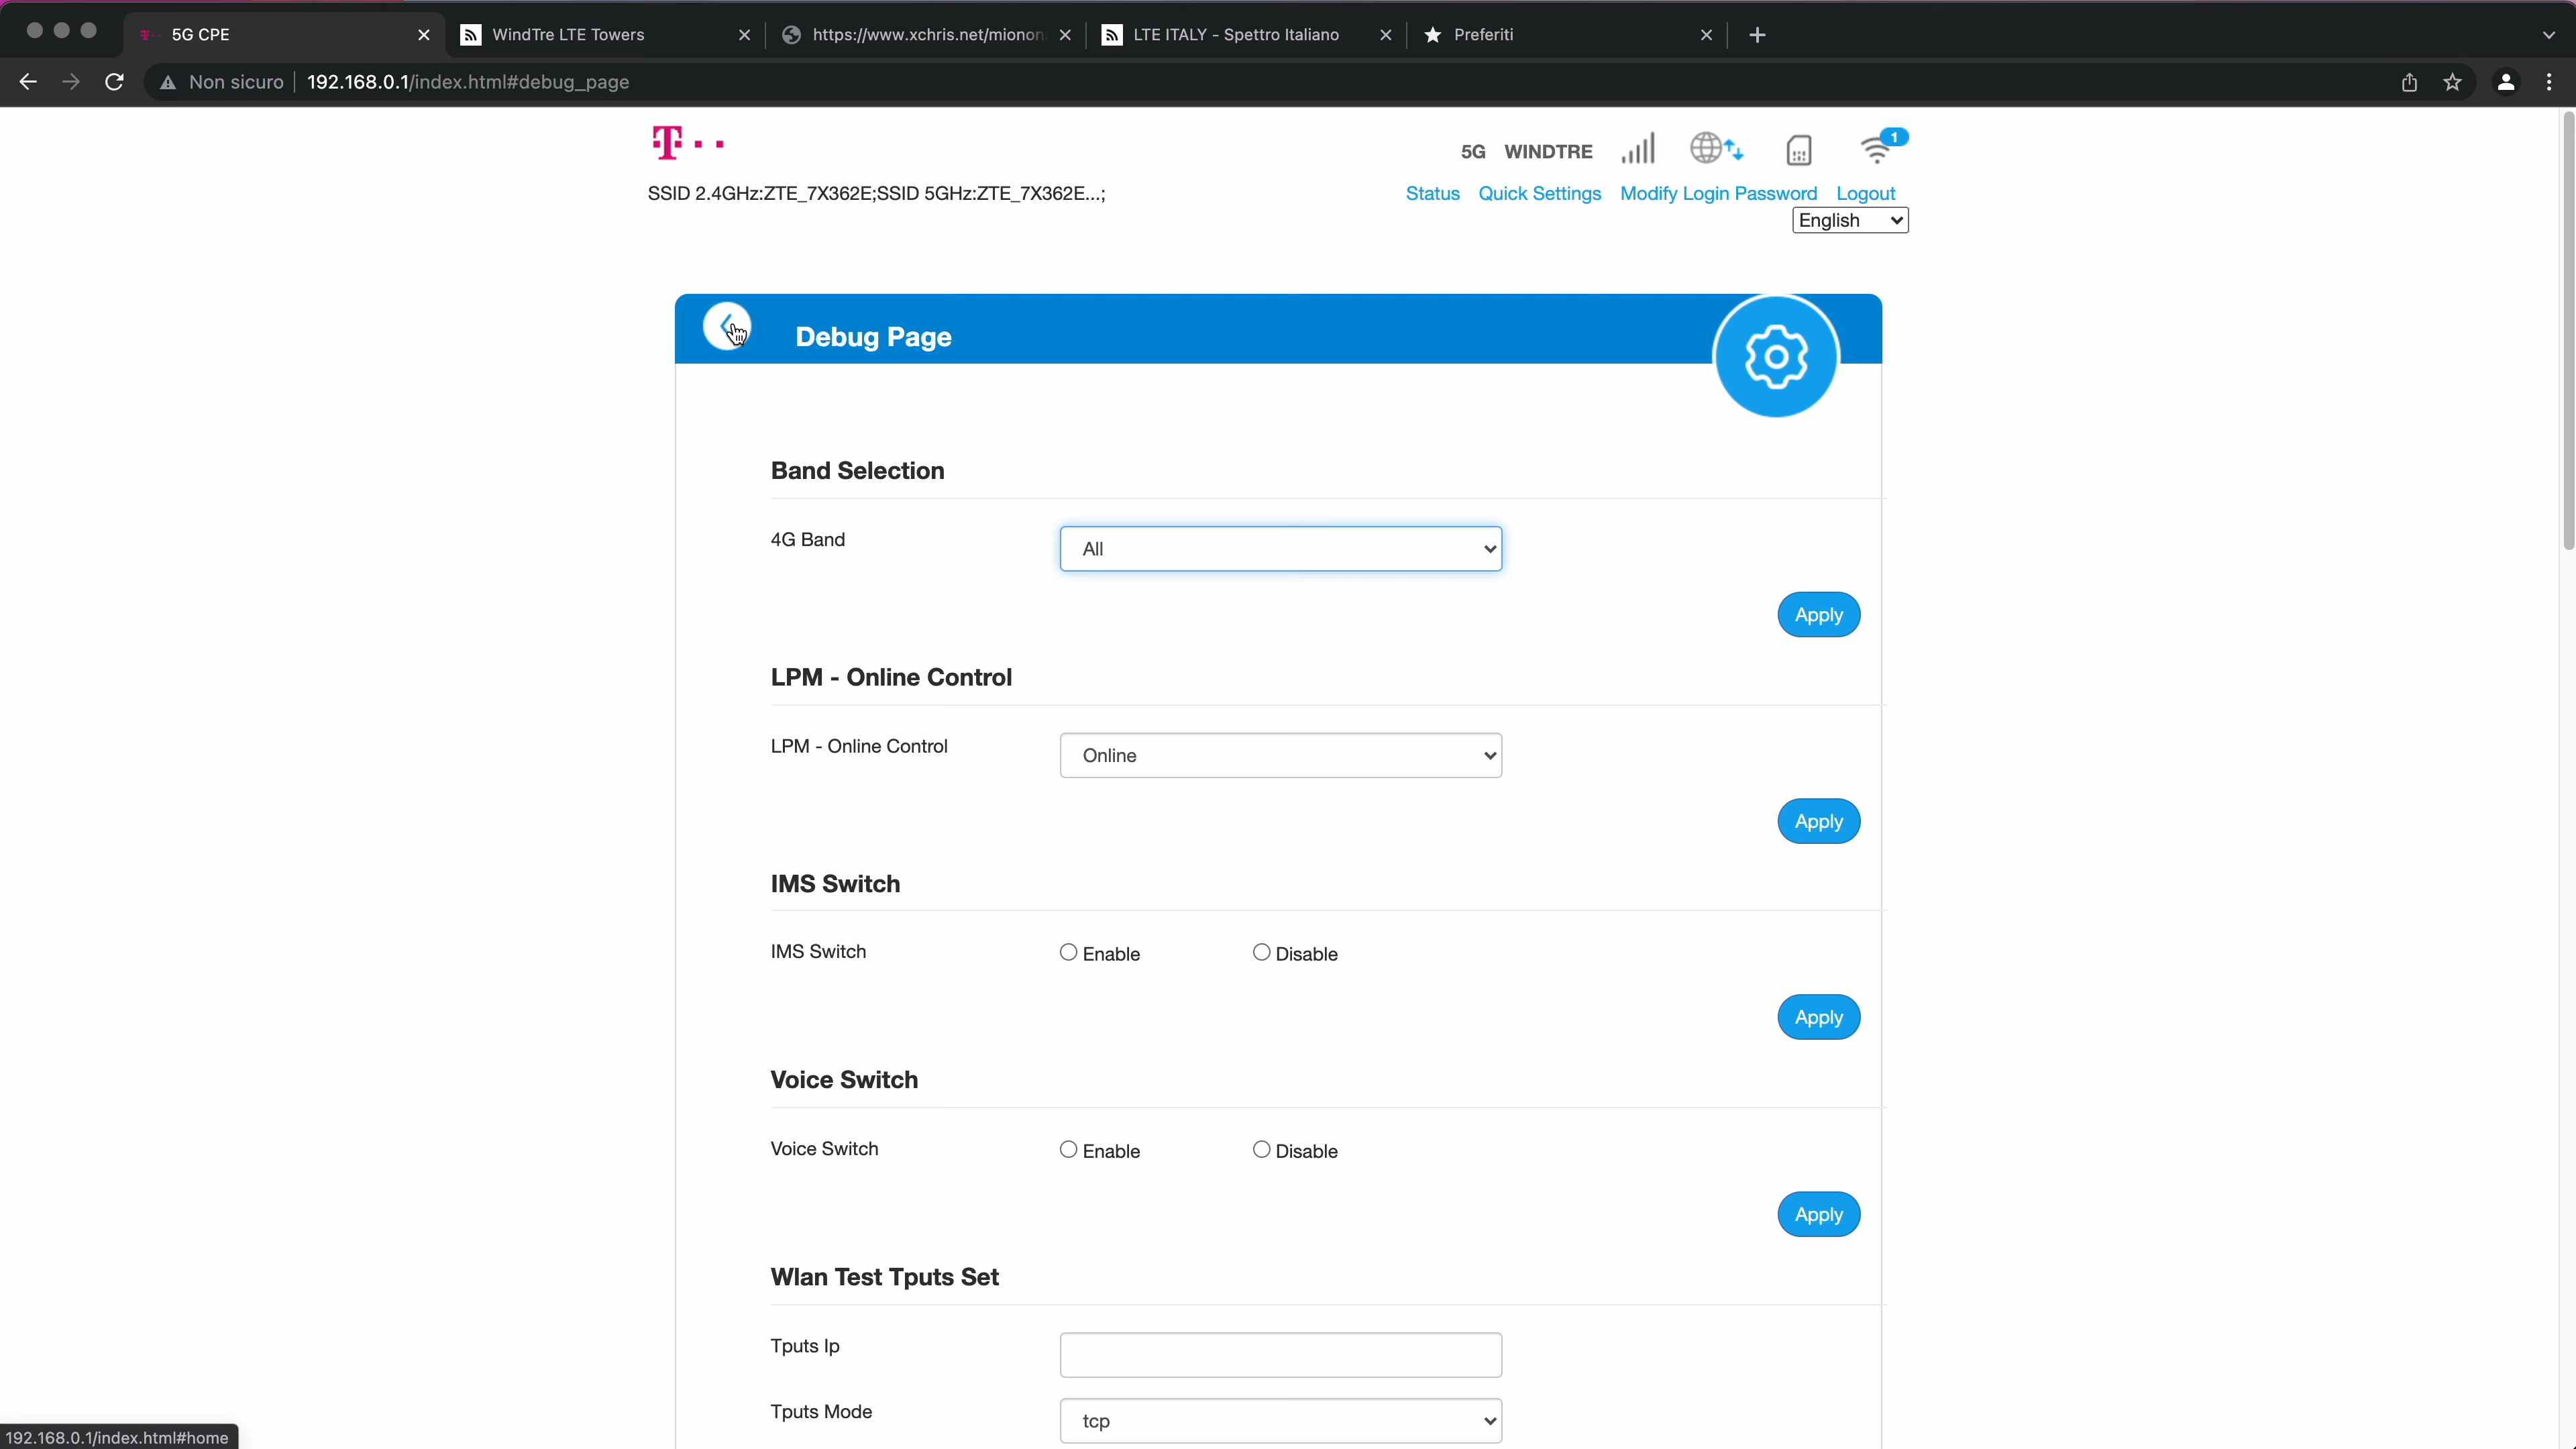 5G CPE
WindTre LTE Towers
https://www.xchris.net/mionon
LTE ITALY - Spettro Italiano
Preferiti
Non sicuro
192.168.0.1/index.html#debug_page
T
5G WINDTRE
1
SSID 2.4GHz:ZTE_7X362E;SSID 5GHz:ZTE_7X362E...;
Status Quick Settings Modify Login Password Logout
English
Debug Page
Band Selection
4G Band
All
Apply
LPM - Online Control
LPM - Online Control
Online
Apply
IMS Switch
IMS Switch
Enable
Disable
Apply
Voice Switch
Voice Switch
Enable
Disable
Apply
Wlan Test Tputs Set
Tputs Ip
Tputs Mode
tcp
192.168.0.1/index.html#home